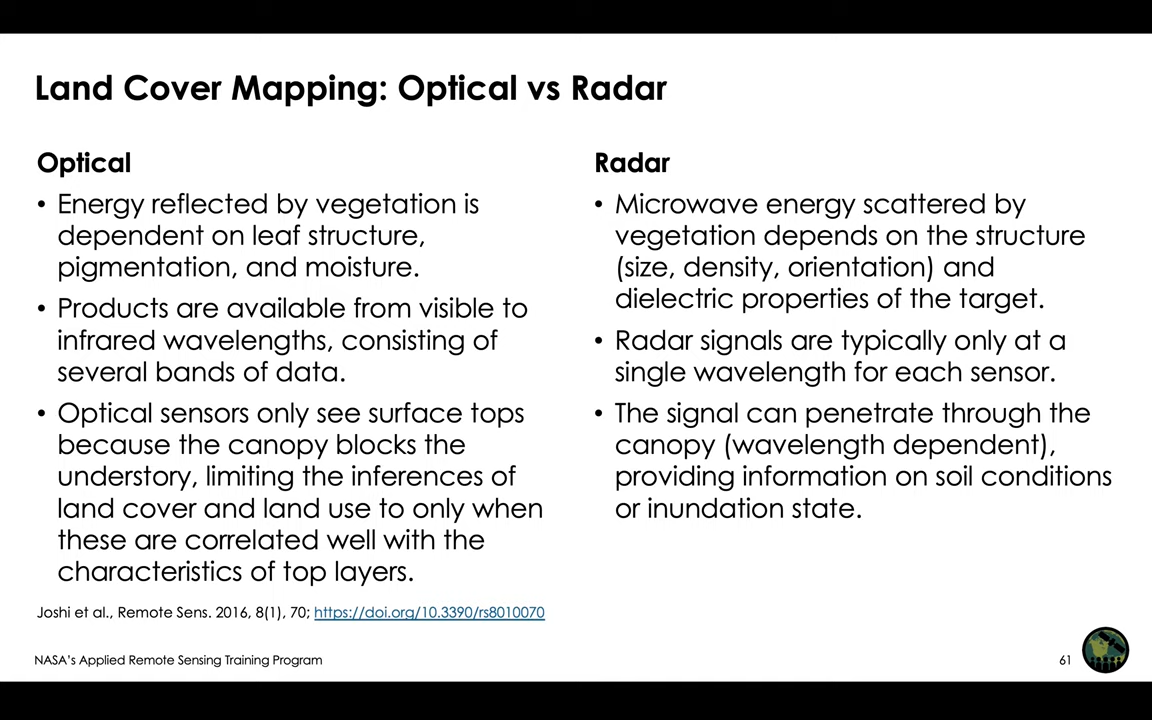 Land Cover Mapping: Optical vs Radar
Optical
• Energy reflected by vegetation is
dependent on leaf structure,
pigmentation, and moisture.
• Products are available from visible to
infrared wavelengths, consisting of
several bands of data.
• Optical sensors only see surface tops
because the canopy blocks the
understory, limiting the inferences of
land cover and land use to only when
these are correlated well with the
characteristics of top layers.
Radar
• Microwave energy scattered by
vegetation depends on the structure
(size, density, orientation) and
dielectric properties of the target.
• Radar signals are typically only at a
single wavelength for each sensor.
• The signal can penetrate through the
canopy (wavelength dependent),
providing information on soil conditions
or inundation state.
Joshi et al., Remote Sens. 2016, 8(1), 70; https://doi.org/10.3390/rs8010070
NASA's Applied Remote Sensing Training Program
61